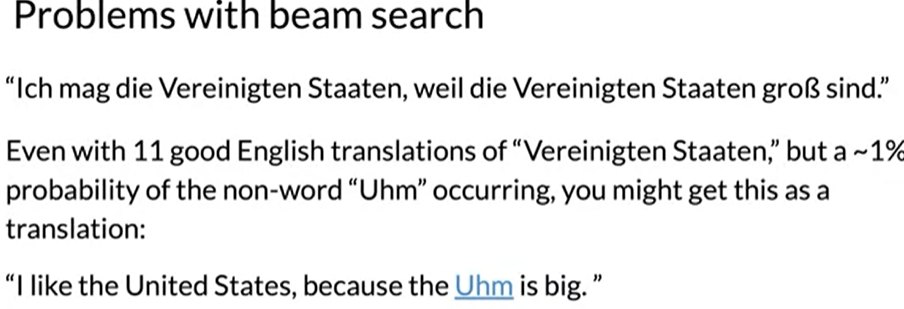 Problems with beam search
“Ich mag die Vereinigten Staaten, weil die Vereinigten Staaten groß sind.”
Even with 11 good English translations of “Vereinigten Staaten,” but a ~1%
probability of the non-word “Uhm” occurring, you might get this as a
translation:
“I like the United States, because the Uhm is big. ”